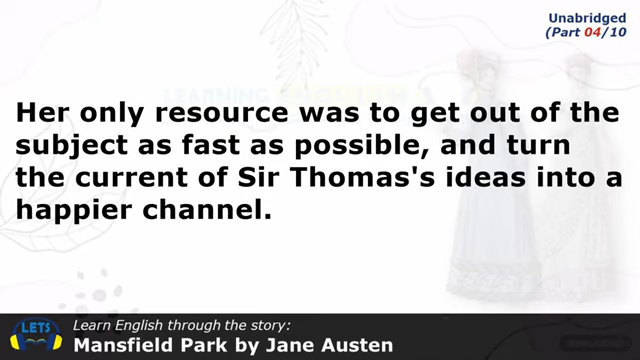 Unabridged
(Part 04/10
Her only resource was to get out of the
subject as fast as possible, and turn
the current of Sir Thomas's ideas into a
happier channel.
LETS
Learn English through the story:
Mansfield Park by Jane Austen